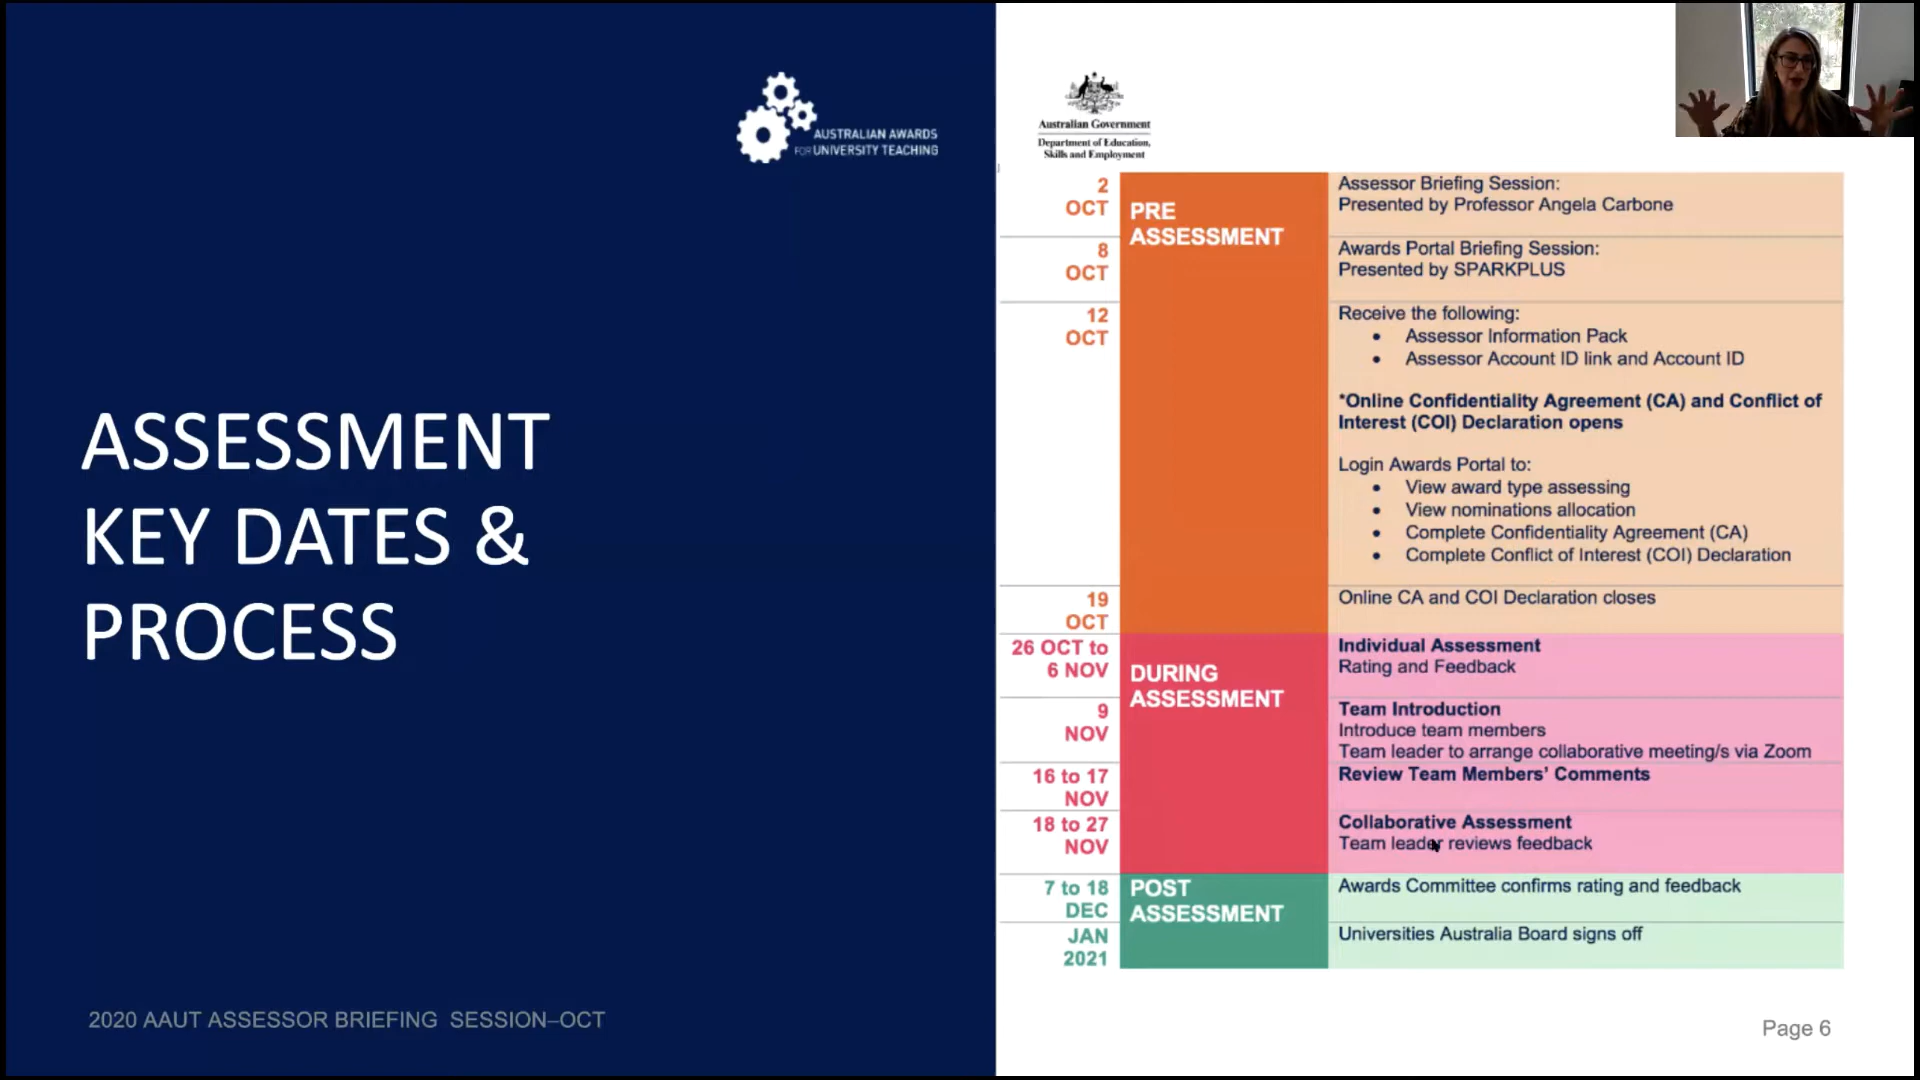 AUSTRALIAN AWARDS
FOR UNIVERSITY TEACHING
Australian Government
Department of Education,
Skills and Employment
ASSESSMENT
KEY DATES &
PROCESS
2
OCT
PRE
ASSESSMENT
Assessor Briefing Session:
Presented by Professor Angela Carbone
8
OCT
Awards Portal Briefing Session:
Presented by SPARKPLUS
12
OCT
Receive the following:
• Assessor Information Pack
• Assessor Account ID link and Account ID
*Online Confidentiality Agreement (CA) and Conflict of
Interest (COI) Declaration opens
Login Awards Portal to:
• View award type assessing
• View nominations allocation
• Complete Confidentiality Agreement (CA)
• Complete Conflict of Interest (COI) Declaration
19
OCT
Online CA and COI Declaration closes
26 OCT to
6 NOV
DURING
ASSESSMENT
Individual Assessment
Rating and Feedback
9
NOV
Team Introduction
Introduce team members
Team leader to arrange collaborative meeting/s via Zoom
16 to 17
NOV
Review Team Members’ Comments
18 to 27
NOV
Collaborative Assessment
Team leader reviews feedback
7 to 18
DEC
POST
ASSESSMENT
Awards Committee confirms rating and feedback
JAN
2021
Universities Australia Board signs off
2020 AAUT ASSESSOR BRIEFING SESSION–OCT
Page 6